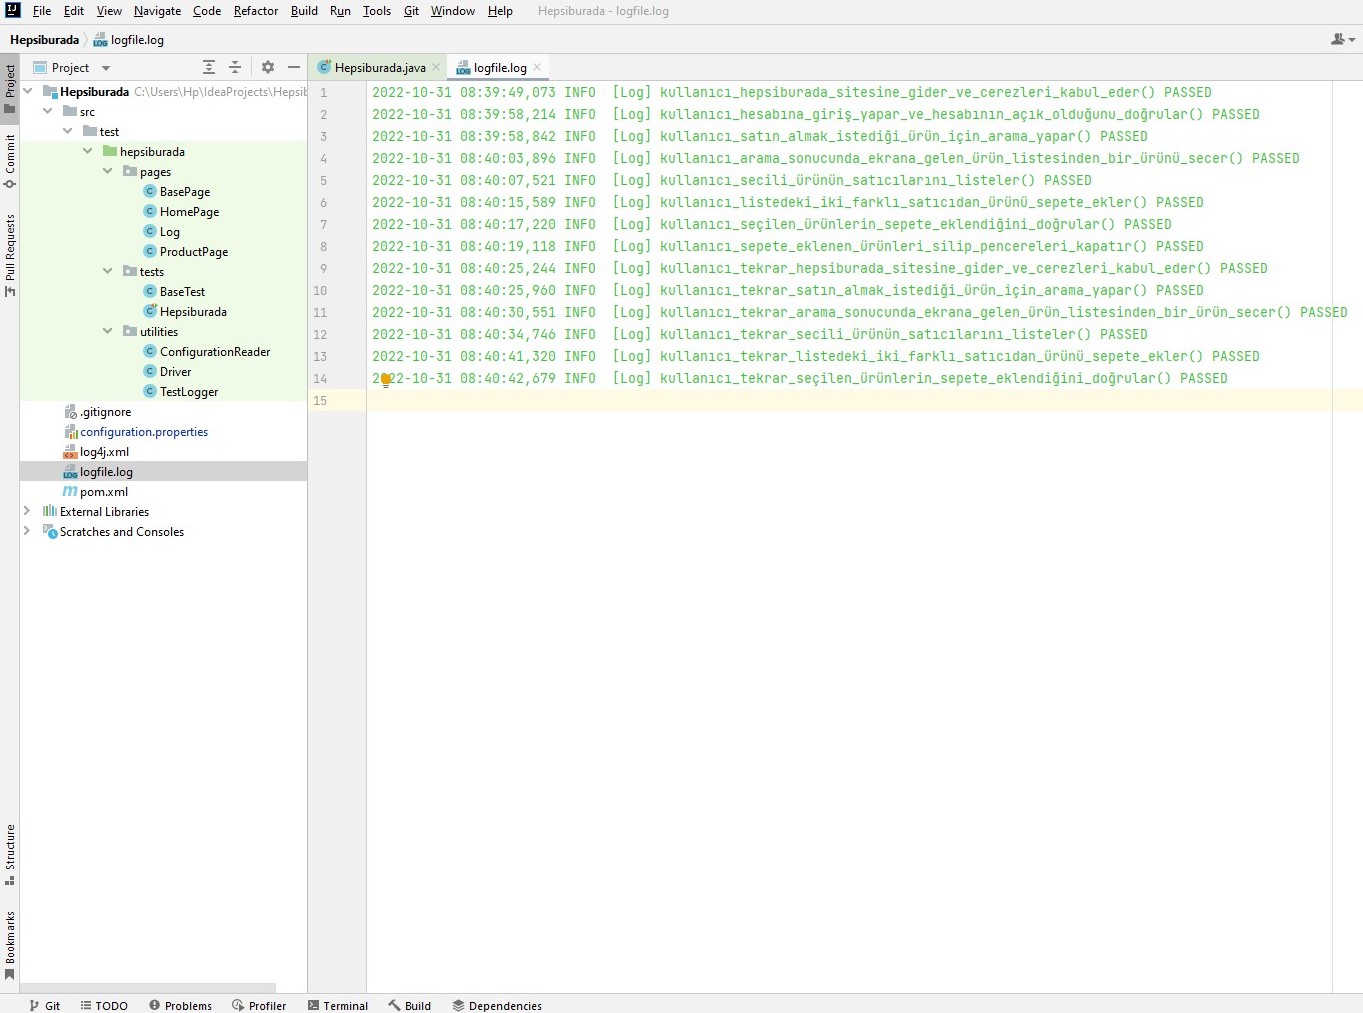 File Edit View Navigate Code Refactor Build Run Tools Git Window Help Hepsiburada - logfile.log
Hepsiburada logfile.log
Project
Hepsiburada.java
logfile.log
Project
Commit
Pull Requests
Structure
Bookmarks
Hepsiburada C:\Users\Hp\IdeaProjects\Hepsib
src
test
hepsiburada
pages
BasePage
HomePage
Log
ProductPage
tests
BaseTest
Hepsiburada
utilities
ConfigurationReader
Driver
TestLogger
.gitignore
configuration.properties
log4j.xml
logfile.log
pom.xml
External Libraries
Scratches and Consoles
1 2022-10-31 08:39:49,073 INFO [Log] kullanıcı_hepsiburada_sitesine_gider_ve_cerezleri_kabul_eder() PASSED
2 2022-10-31 08:39:58,214 INFO [Log] kullanıcı_hesabına_giriş_yapar_ve_hesabının_açık_olduğunu_doğrular() PASSED
3 2022-10-31 08:39:58,842 INFO [Log] kullanıcı_satın_almak_istediği_ürün_için_arama_yapar() PASSED
4 2022-10-31 08:40:03,896 INFO [Log] kullanıcı_arama_sonucunda_ekrana_gelen_ürün_listesinden_bir_ürünü_secer() PASSED
5 2022-10-31 08:40:07,521 INFO [Log] kullanıcı_secili_ürünün_satıcılarını_listeler() PASSED
6 2022-10-31 08:40:15,589 INFO [Log] kullanıcı_listedeki_iki_farklı_satıcıdan_ürünü_sepete_ekler() PASSED
7 2022-10-31 08:40:17,220 INFO [Log] kullanıcı_seçilen_ürünlerin_sepete_eklendiğini_doğrular() PASSED
8 2022-10-31 08:40:19,118 INFO [Log] kullanıcı_sepete_eklenen_ürünleri_silip_pencereleri_kapatır() PASSED
9 2022-10-31 08:40:25,244 INFO [Log] kullanıcı_tekrar_hepsiburada_sitesine_gider_ve_cerezleri_kabul_eder() PASSED
10 2022-10-31 08:40:25,960 INFO [Log] kullanıcı_tekrar_satın_almak_istediği_ürün_için_arama_yapar() PASSED
11 2022-10-31 08:40:30,551 INFO [Log] kullanıcı_tekrar_arama_sonucunda_ekrana_gelen_ürün_listesinden_bir_ürün_secer() PASSED
12 2022-10-31 08:40:34,746 INFO [Log] kullanıcı_tekrar_secili_ürünün_satıcılarını_listeler() PASSED
13 2022-10-31 08:40:41,320 INFO [Log] kullanıcı_tekrar_listedeki_iki_farklı_satıcıdan_ürünü_sepete_ekler() PASSED
14 2022-10-31 08:40:42,679 INFO [Log] kullanıcı_tekrar_seçilen_ürünlerin_sepete_eklendiğini_doğrular() PASSED
15
Git TODO Problems Profiler Terminal Build Dependencies